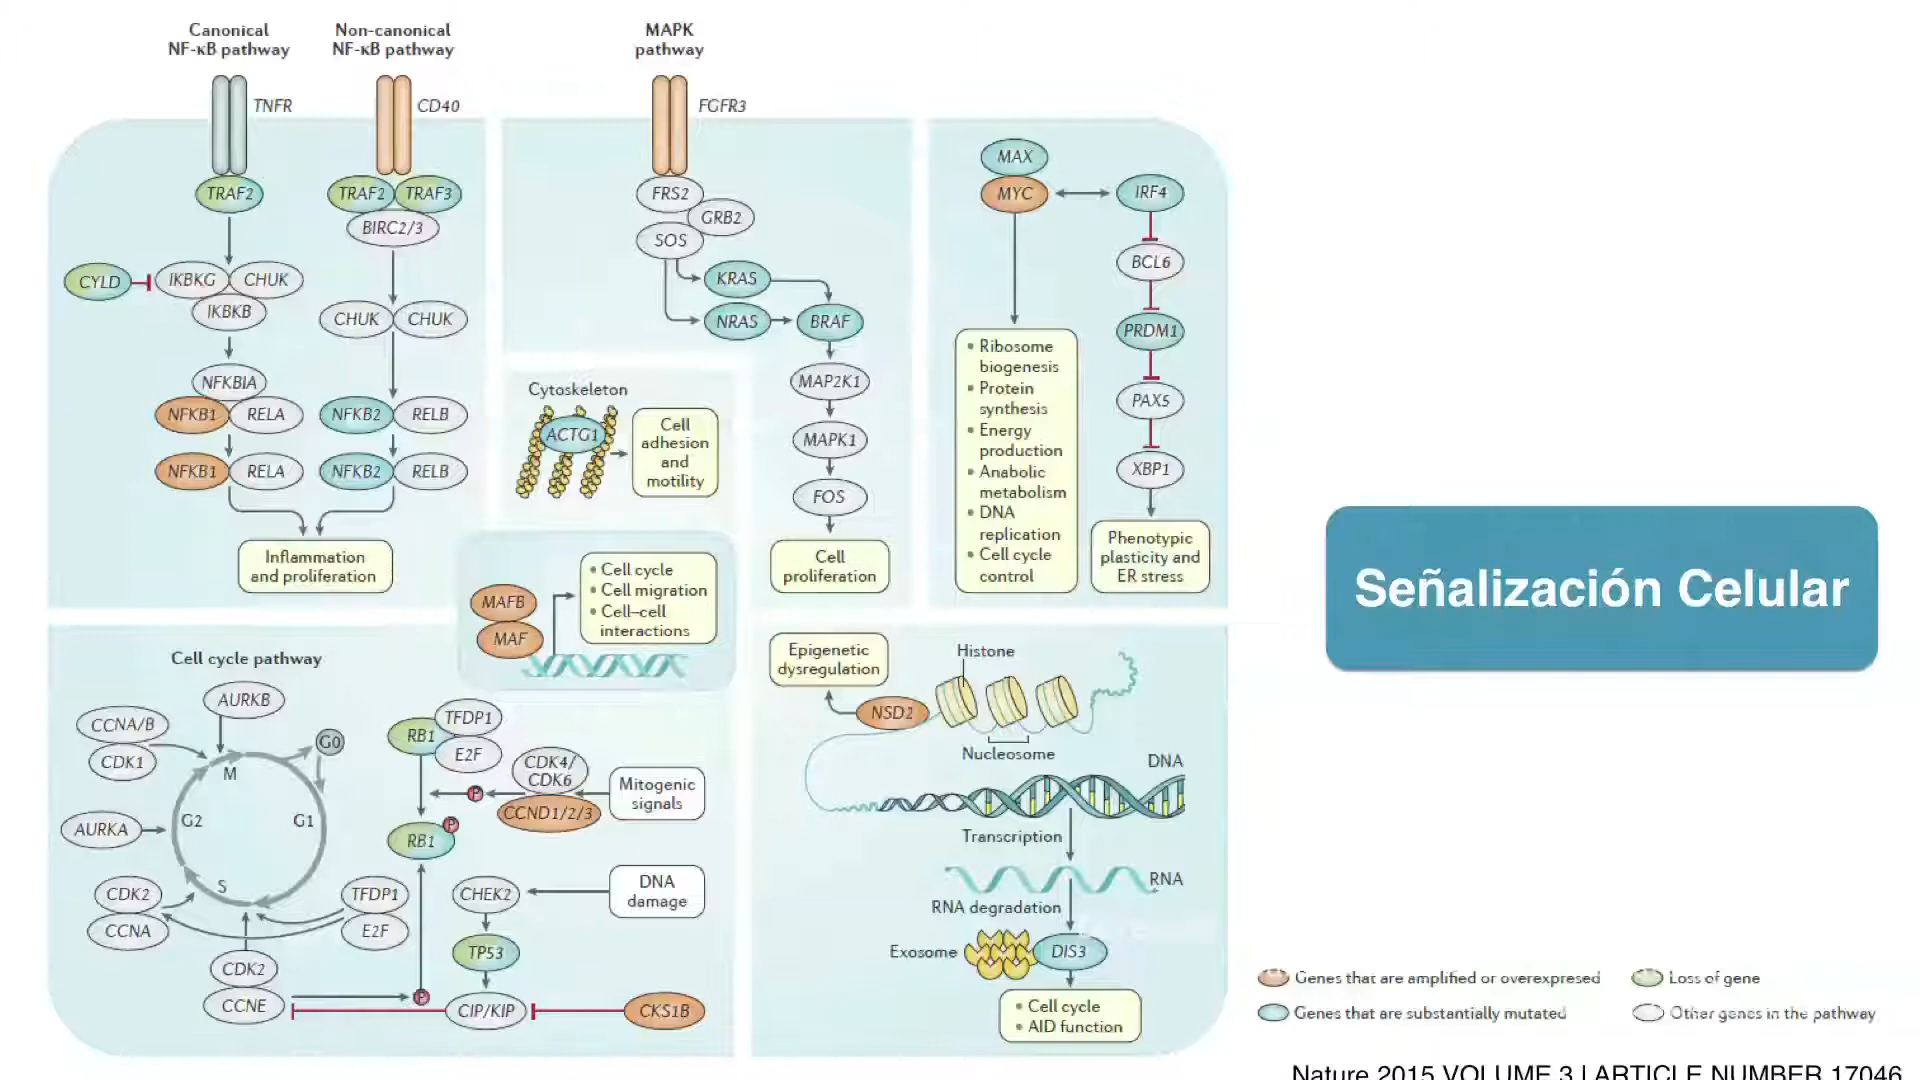 Canonical
NF-κB pathway
Non-canonical
NF-κB pathway
MAPK
pathway
TNFR
CD40
FGFR3
TRAF2
TRAF2
TRAF3
BIRC2/3
CYLD
IKBKG
CHUK
IKBKB
CHUK
CHUK
NFKBIA
NFKB1
RELA
NFKB2
RELB
NFKB1
RELA
NFKB2
RELB
Inflammation
and proliferation
FRS2
GRB2
SOS
KRAS
NRAS
BRAF
MAP2K1
MAPK1
FOS
Cell
proliferation
Cytoskeleton
ACTG1
Cell
adhesion
and
motility
MAFB
MAF
• Cell cycle
• Cell migration
• Cell–cell
interactions
MAX
MYC
IRF4
BCL6
PRDM1
PAX5
XBP1
• Ribosome
biogenesis
• Protein
synthesis
• Energy
production
• Anabolic
metabolism
• DNA
replication
• Cell cycle
control
Phenotypic
plasticity and
ER stress
Señalización Celular
Cell cycle pathway
AURKB
CCNA/B
CDK1
G0
M
G2
G1
S
AURKA
CDK2
CCNA
TFDP1
E2F
CDK2
CCNE
RB1
TFDP1
E2F
CDK4/
CDK6
CCND1/2/3
Mitogenic
signals
P
P
RB1
CHEK2
DNA
damage
TP53
P
CIP/KIP
CKS1B
Epigenetic
dysregulation
Histone
NSD2
Nucleosome
DNA
Transcription
RNA
RNA degradation
Exosome
DIS3
• Cell cycle
• AID function
Genes that are amplified or overexpresed
Loss of gene
Genes that are substantially mutated
Other genes in the pathway
Nature 2015 VOLUME 3 | ARTICLE NUMBER 17046